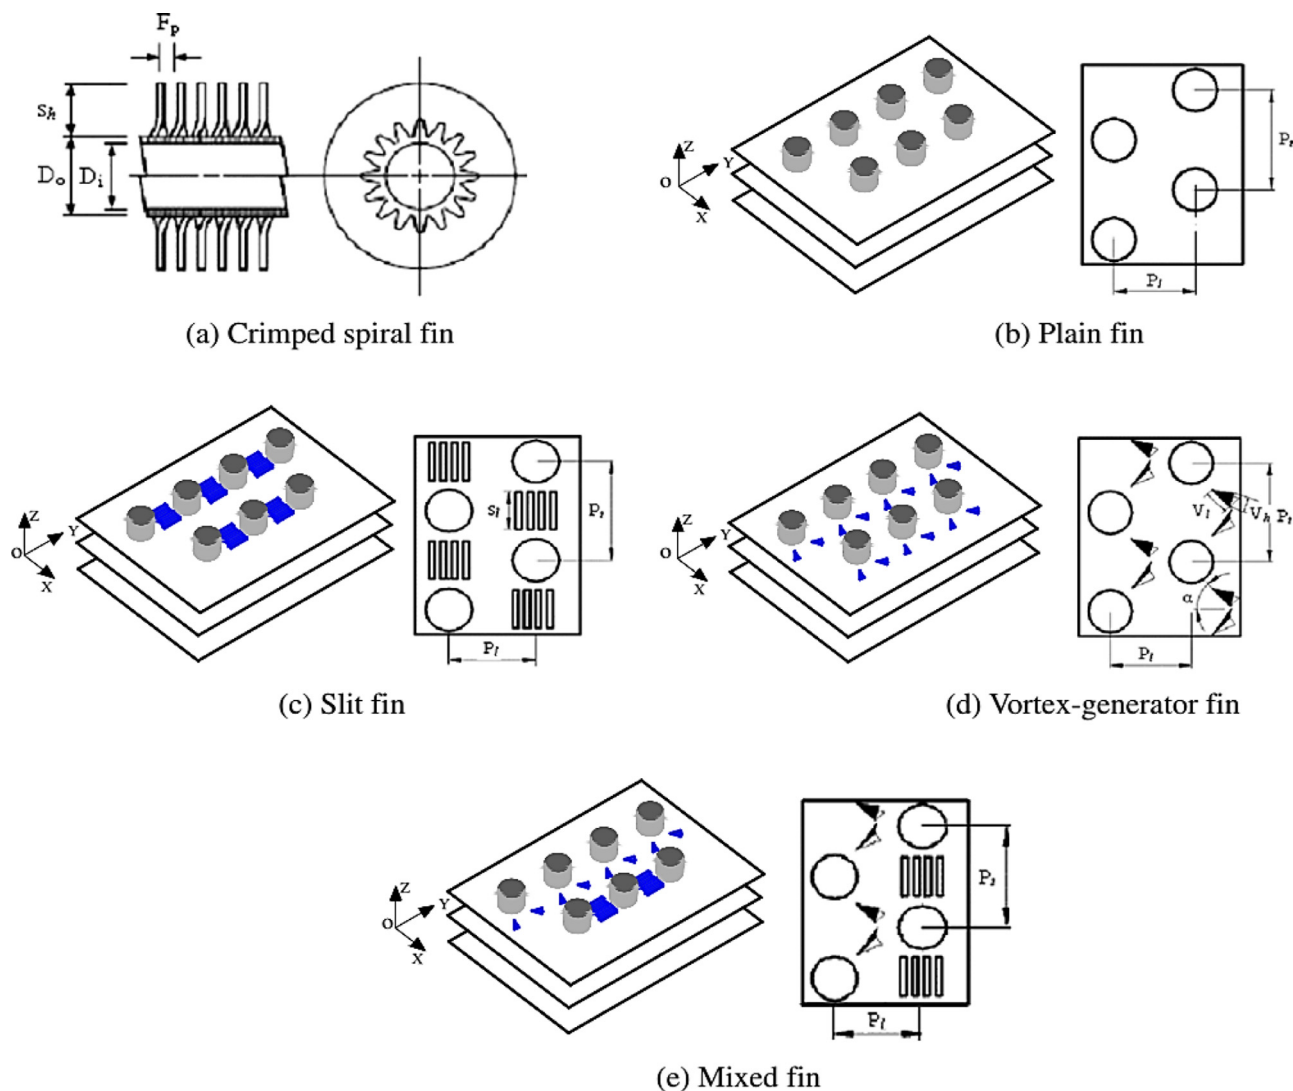 Fp
Sh
Do
Di
(a) Crimped spiral fin
Z
Y
O
X
Pt
Pl
(b) Plain fin
Z
Y
O
X
Sl
Pt
Pl
(c) Slit fin
Z
Y
O
X
Vl
Vh
Pt
α
Pl
(d) Vortex-generator fin
Z
Y
O
X
Pt
Pl
(e) Mixed fin